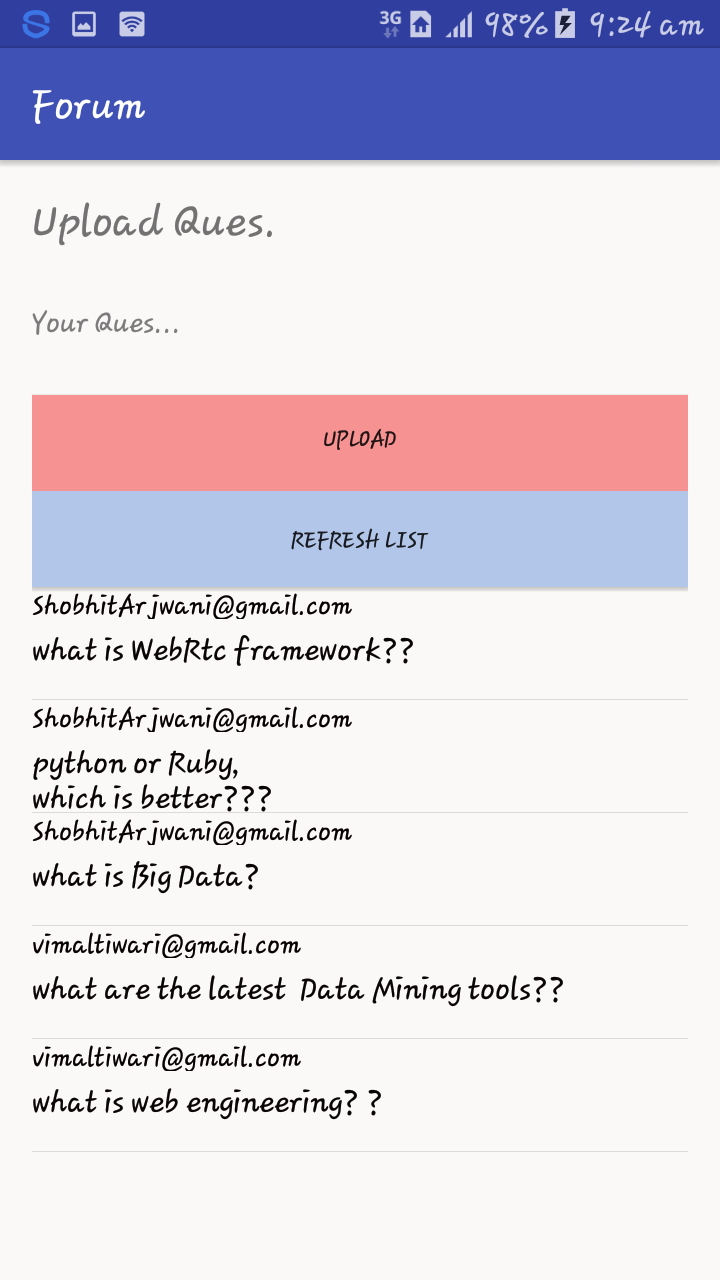 3G 98% 9:24 am
Forum
Upload Ques.
Your Ques...
UPLOAD
REFRESH LIST
ShobhitArjwani@gmail.com
what is WebRtc framework??
ShobhitArjwani@gmail.com
python or Ruby,
which is better???
ShobhitArjwani@gmail.com
what is Big Data?
vimaltiwari@gmail.com
what are the latest  Data Mining tools??
vimaltiwari@gmail.com
what is web engineering? ?